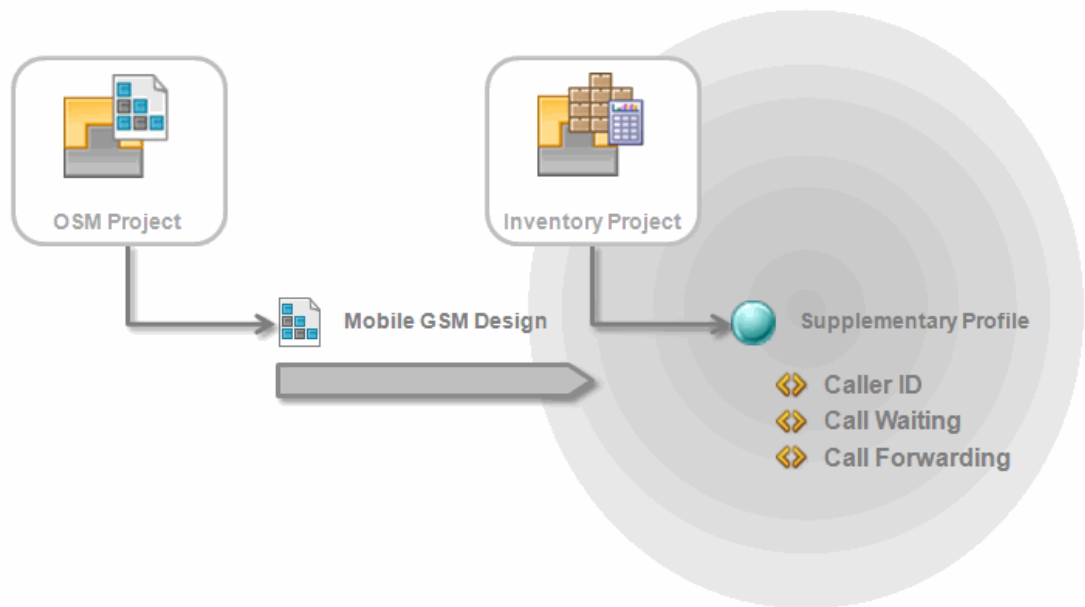 OSM Project
Inventory Project
Mobile GSM Design
Supplementary Profile
Caller ID
Call Waiting
Call Forwarding